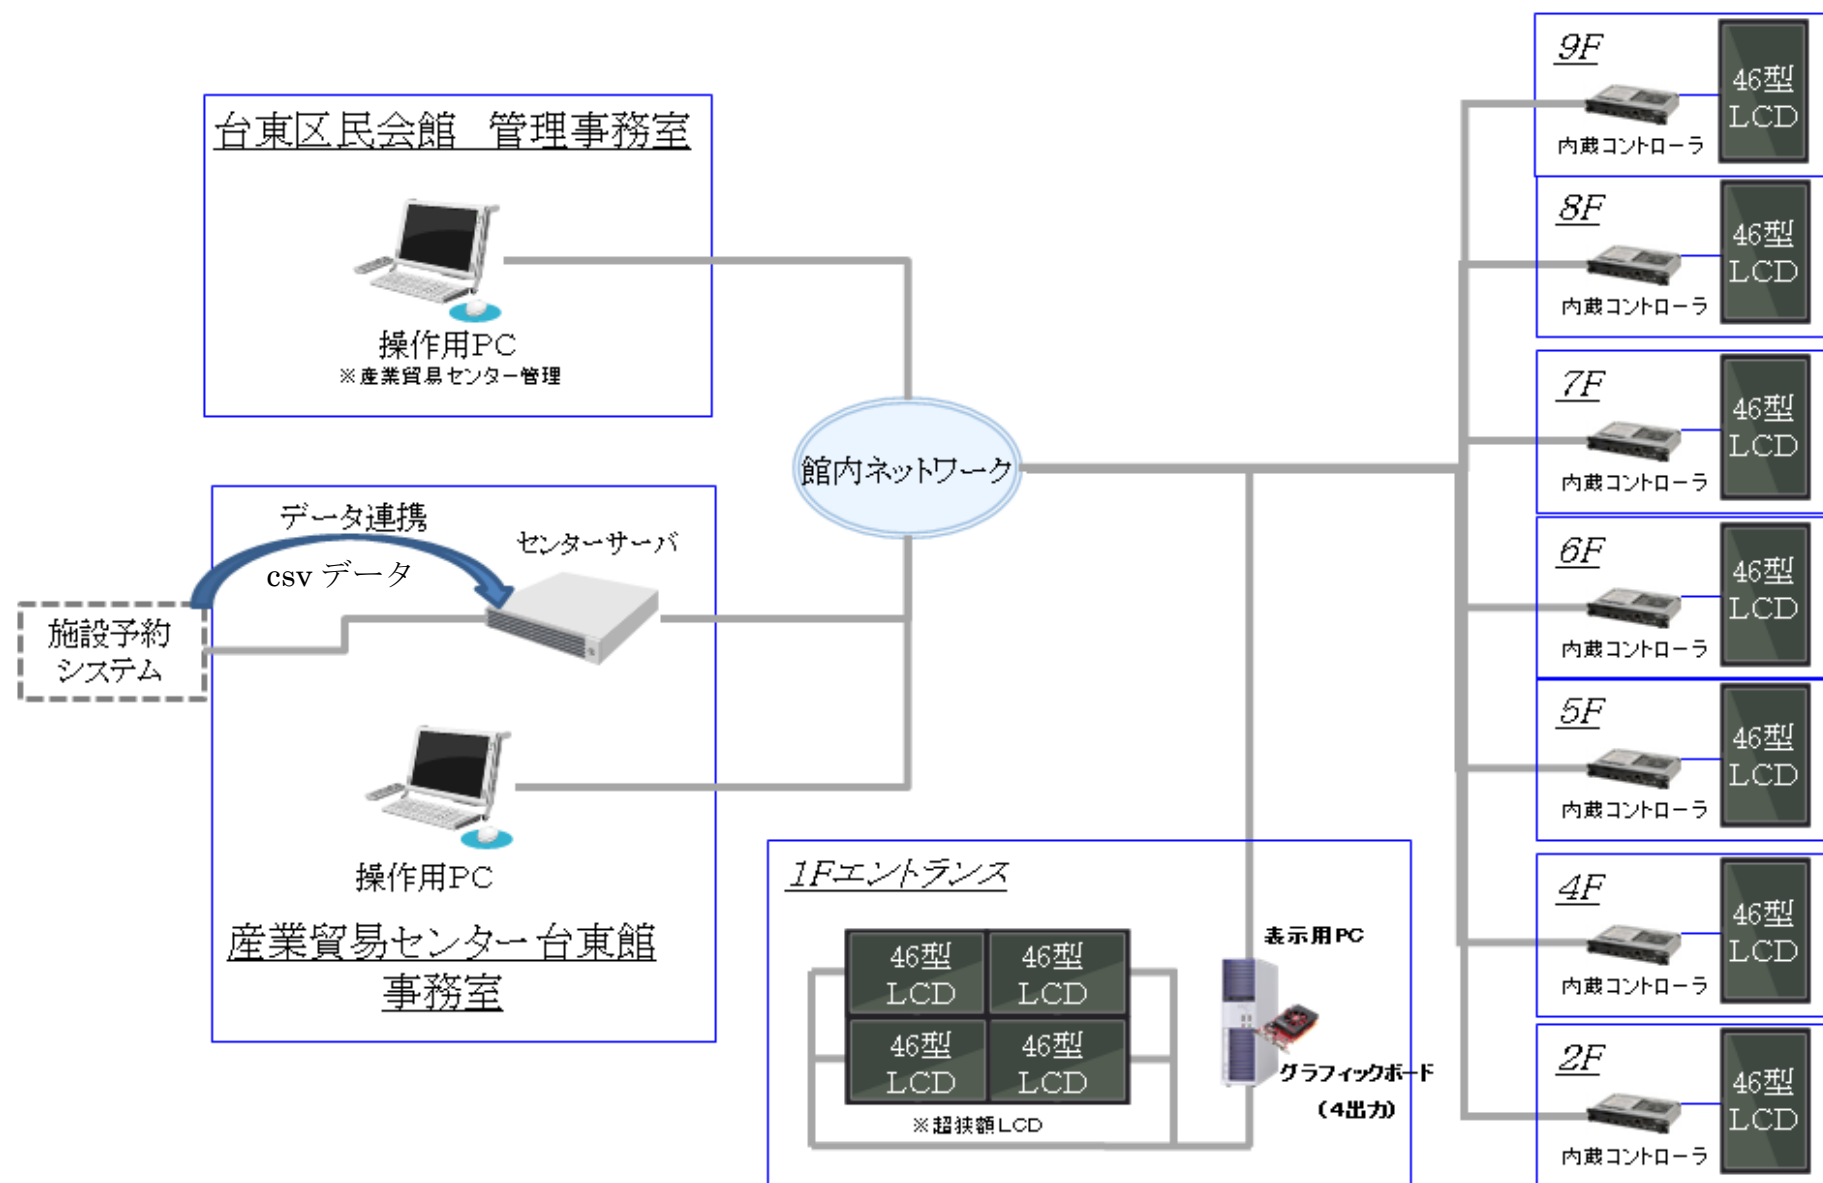 台東区民会館　管理事務室
操作用PC
※産業貿易センター管理
データ連携
csv データ
センターサーバ
施設予約
システム
操作用PC
産業貿易センター台東館
事務室
館内ネットワーク
1Fエントランス
46型
LCD
46型
LCD
46型
LCD
46型
LCD
※超狭額LCD
表示用PC
グラフィックボード
（4出力）
9F
内蔵コントローラ
46型
LCD
8F
内蔵コントローラ
46型
LCD
7F
内蔵コントローラ
46型
LCD
6F
内蔵コントローラ
46型
LCD
5F
内蔵コントローラ
46型
LCD
4F
内蔵コントローラ
46型
LCD
2F
内蔵コントローラ
46型
LCD